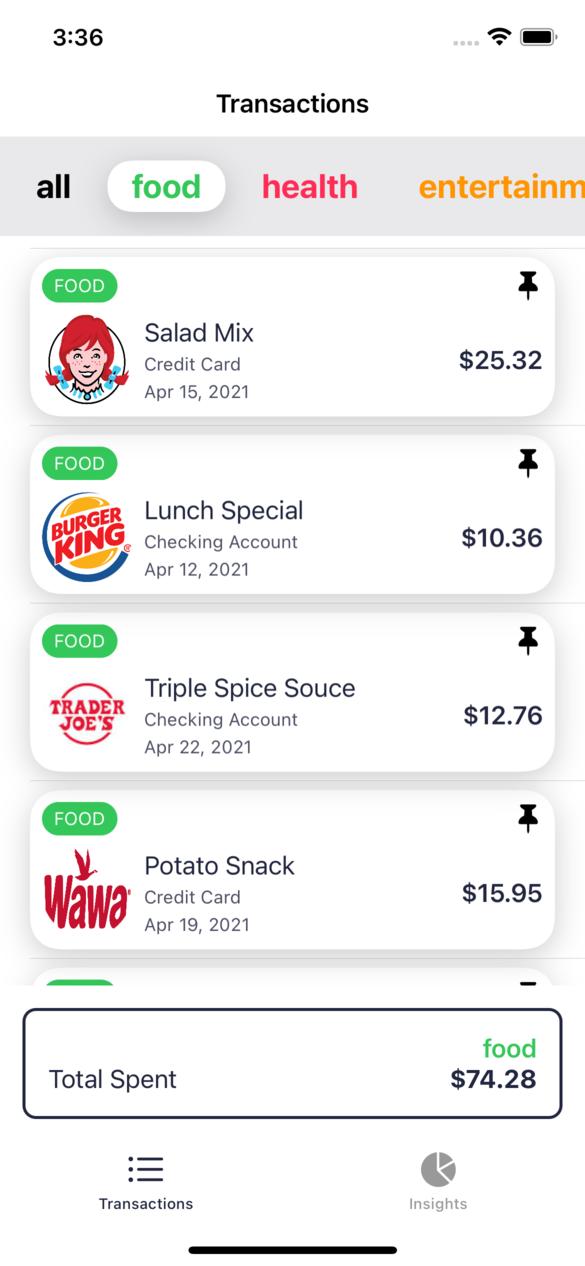 3:36
Transactions
all food health entertainm
FOOD
Salad Mix
Credit Card
$25.32
Apr 15, 2021
FOOD
BURGER
KING
Lunch Special
Checking Account
$10.36
Apr 12, 2021
FOOD
TRADER
JOE'S
Triple Spice Souce
Checking Account
$12.76
Apr 22, 2021
FOOD
Wawa
Potato Snack
Credit Card
$15.95
Apr 19, 2021
food
Total Spent $74.28
Transactions Insights